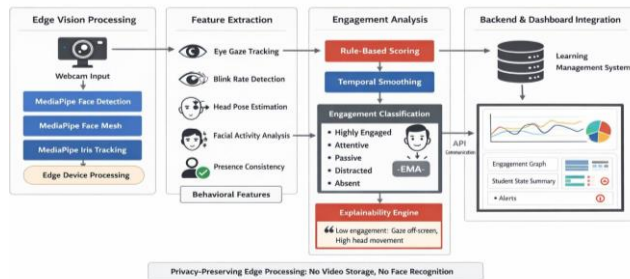 Edge Vision Processing
Webcam Input
MediaPipe Face Detection
MediaPipe Face Mesh
MediaPipe Iris Tracking
Edge Device Processing
Feature Extraction
Eye Gaze Tracking
Blink Rate Detection
Head Pose Estimation
Facial Activity Analysis
Presence Consistency
Behavioral Features
Engagement Analysis
Rule-Based Scoring
Temporal Smoothing
Engagement Classification
• Highly Engaged
• Attentive
• Passive
• Distracted
• Absent
-EMA-
Explainability Engine
“ Low engagement: Gaze off-screen,
High head movement
API
Communication
Backend & Dashboard Integration
Learning
Management System
Engagement Graph
Student State Summary
• Alerts
Privacy-Preserving Edge Processing: No Video Storage, No Face Recognition